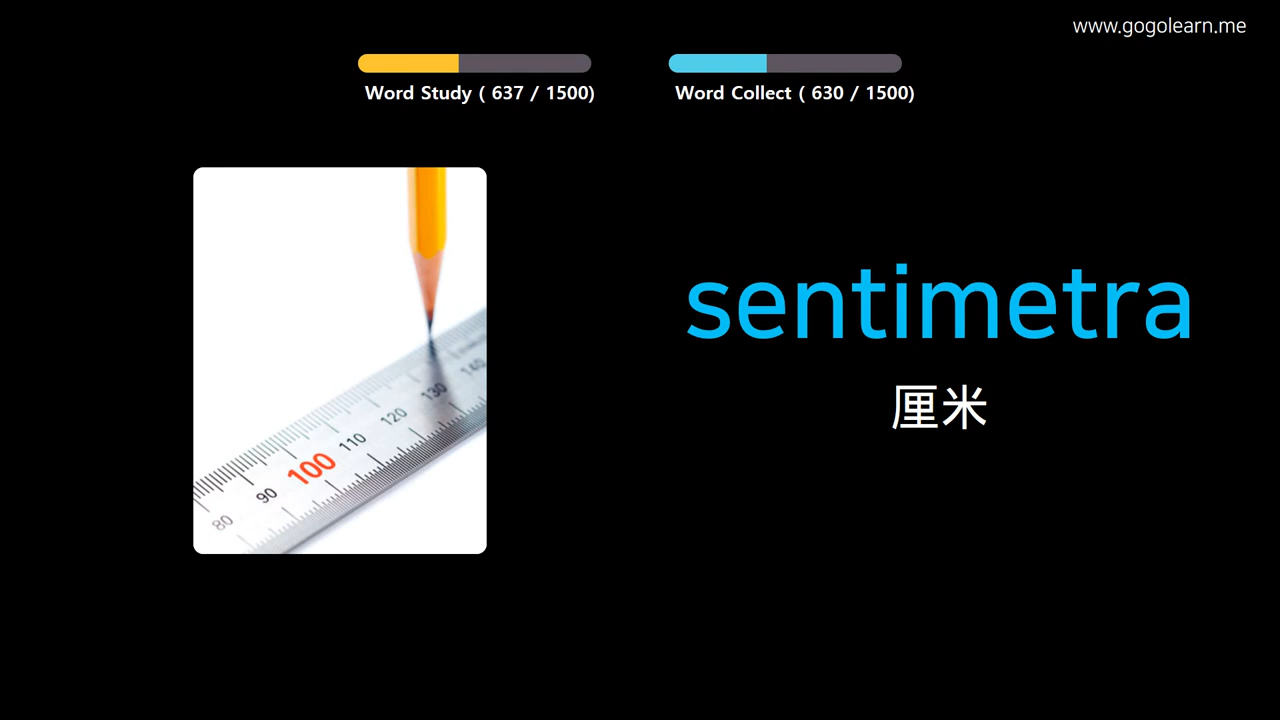 www.gogolearn.me
Word Study ( 637 / 1500)
Word Collect ( 630 / 1500)
sentimetra
厘米
80
90
100
110
120
130
140